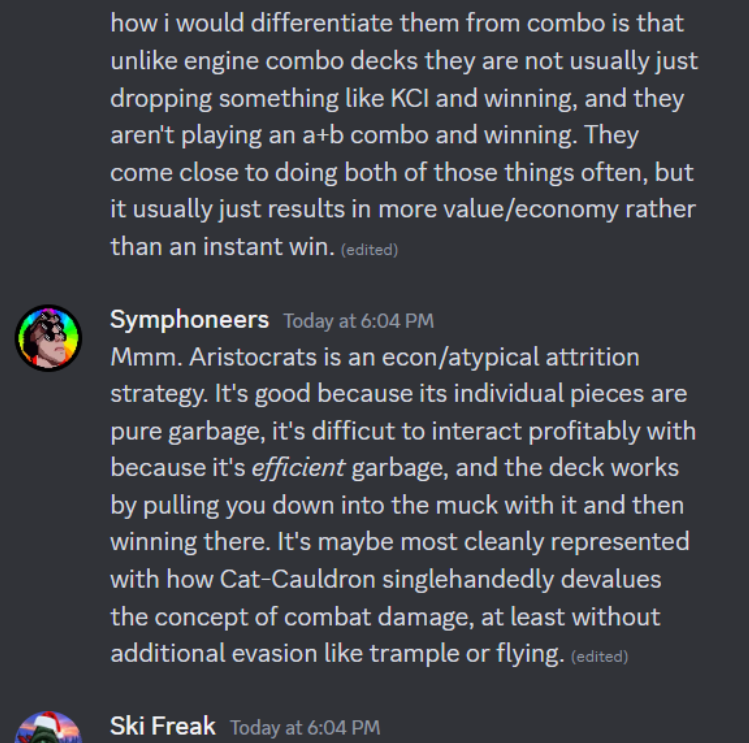 how i would differentiate them from combo is that
unlike engine combo decks they are not usually just
dropping something like KCI and winning, and they
aren't playing an a+b combo and winning. They
come close to doing both of those things often, but
it usually just results in more value/economy rather
than an instant win. (edited)
Symphoneers Today at 6:04 PM
Mmm. Aristocrats is an econ/atypical attrition
strategy. It's good because its individual pieces are
pure garbage, it's difficut to interact profitably with
because it's efficient garbage, and the deck works
by pulling you down into the muck with it and then
winning there. It's maybe most cleanly represented
with how Cat-Cauldron singlehandedly devalues
the concept of combat damage, at least without
additional evasion like trample or flying. (edited)
Ski Freak Today at 6:04 PM